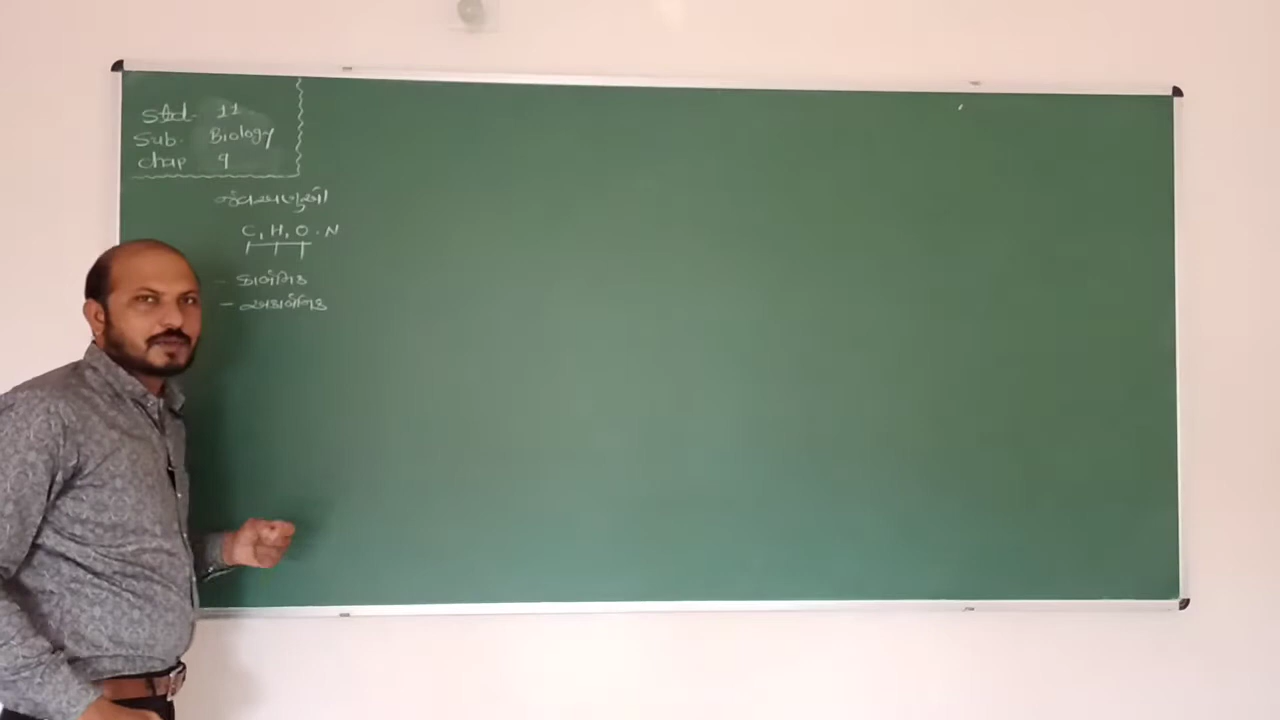 Std- 11
Sub. Biology
Chap 9
જૈવઅણુઓ
C, H, O . N
- કાર્બનિક
- અકાર્બનિક